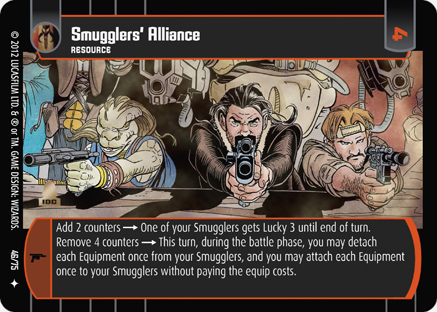 Smugglers' Alliance
RESOURCE
4
© 2012 LUCASFILM LTD. & ® or TM. GAME DESIGN: WIZARDS.
IDC
Add 2 counters → One of your Smugglers gets Lucky 3 until end of turn.
Remove 4 counters → This turn, during the battle phase, you may detach
each Equipment once from your Smugglers, and you may attach each Equipment
once to your Smugglers without paying the equip costs.
46/75